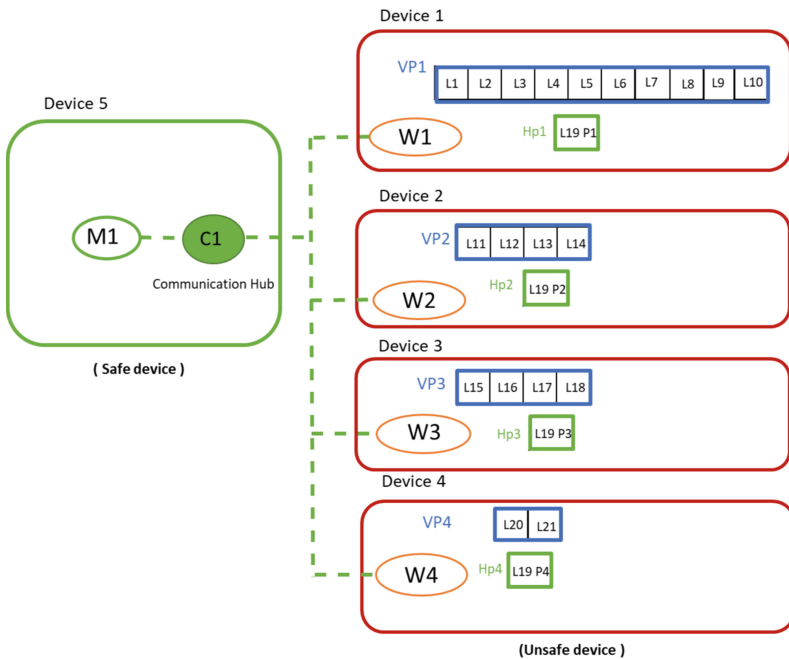 Device 1
VP1
L1 L2 L3 L4 L5 L6 L7 L8 L9 L10
W1
Hp1
L19 P1
Device 5
M1
C1
Communication Hub
( Safe device )
Device 2
VP2
L11 L12 L13 L14
W2
Hp2
L19 P2
Device 3
VP3
L15 L16 L17 L18
W3
Hp3
L19 P3
Device 4
VP4
L20 L21
W4
Hp4
L19 P4
(Unsafe device )